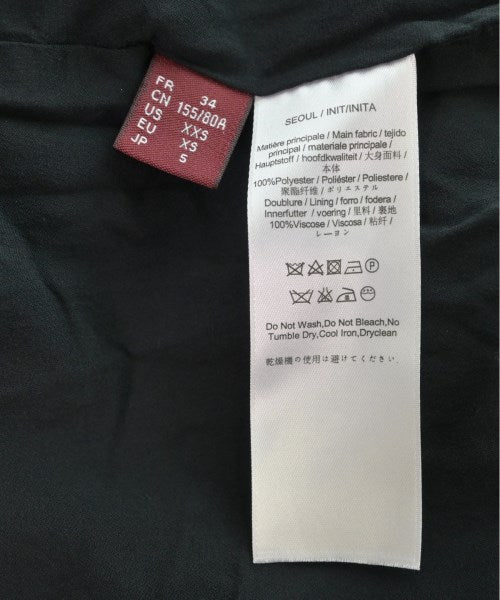 FR 34
CN 155/80A
US XXS
EU XS
JP S
SEOUL / INIT/INITA
Matière principale / Main fabric / tejido
principal / materiale principale /
Hauptstoff / hoofdkwaliteit / 大身面料 /
本体
100%Polyester / Poliéster / Poliestere /
聚酯纤维 / ポリエステル
Doublure / Lining / forro / fodera /
Innerfutter / voering / 里料 / 裏地
100%Viscose / Viscosa / 粘纤 /
レーヨン
P
Do Not Wash,Do Not Bleach,No
Tumble Dry,Cool Iron,Dryclean
乾燥機の使用は避けてください。